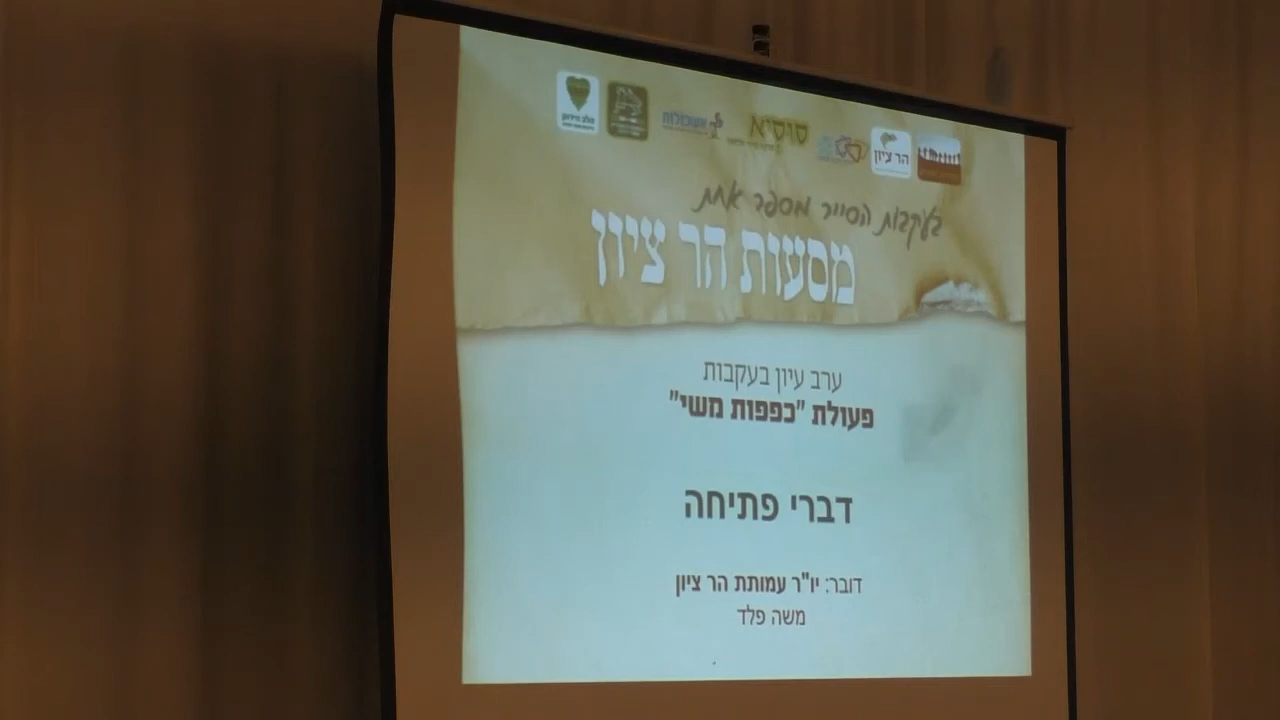 אשכולות
סוסיא
הר ציון
בעקבות הסייר מספר אחת
מסעות הר ציון
ערב עיון בעקבות
פעולת "כפפות משי"
דברי פתיחה
דובר: יו"ר עמותת הר ציון
משה פלד